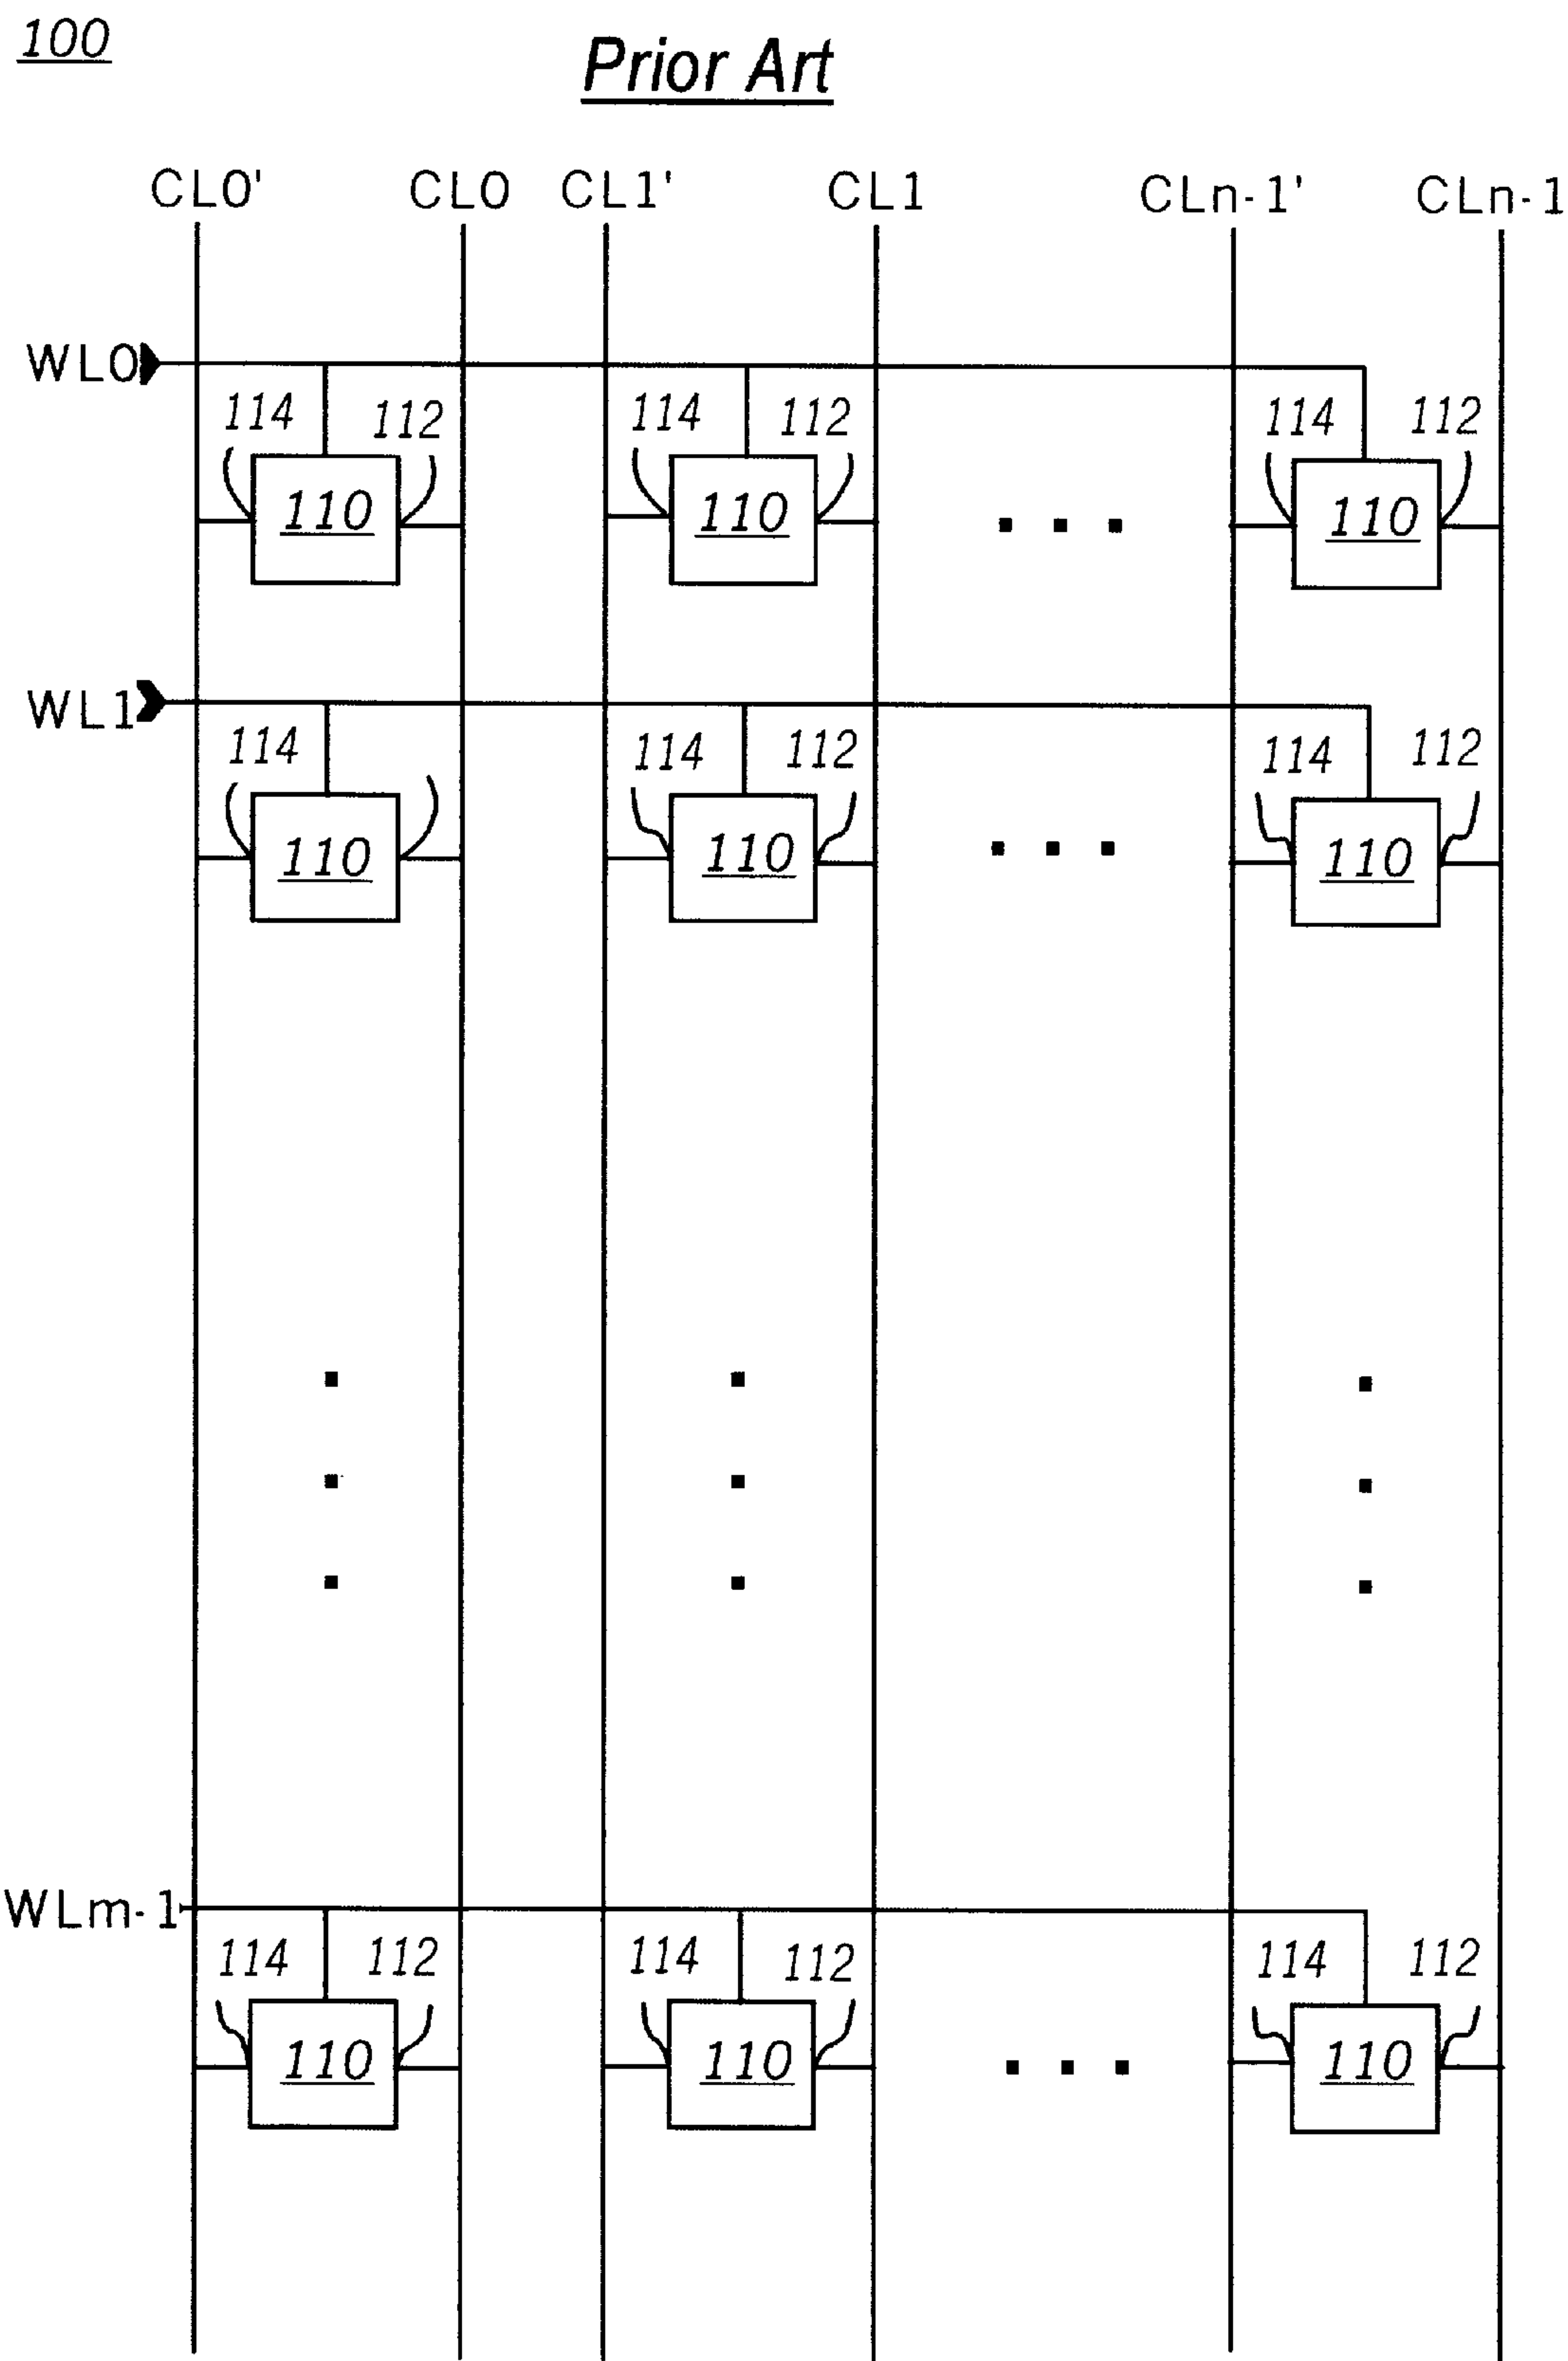 100
Prior Art
CL0' CL0 CL1' CL1 CLn-1' CLn-1
WL0
114 112 114 112 114 112
110 110 110
WL1
114 114 112 114 112
110 110 110
WLm-1
114 112 114 112 114 112
110 110 110